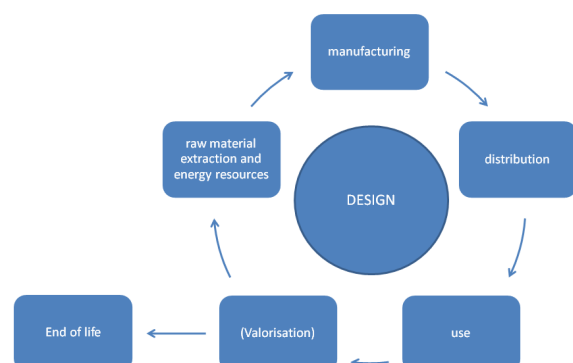 manufacturing
raw material
extraction and
energy resources
distribution
DESIGN
End of life
(Valorisation)
use